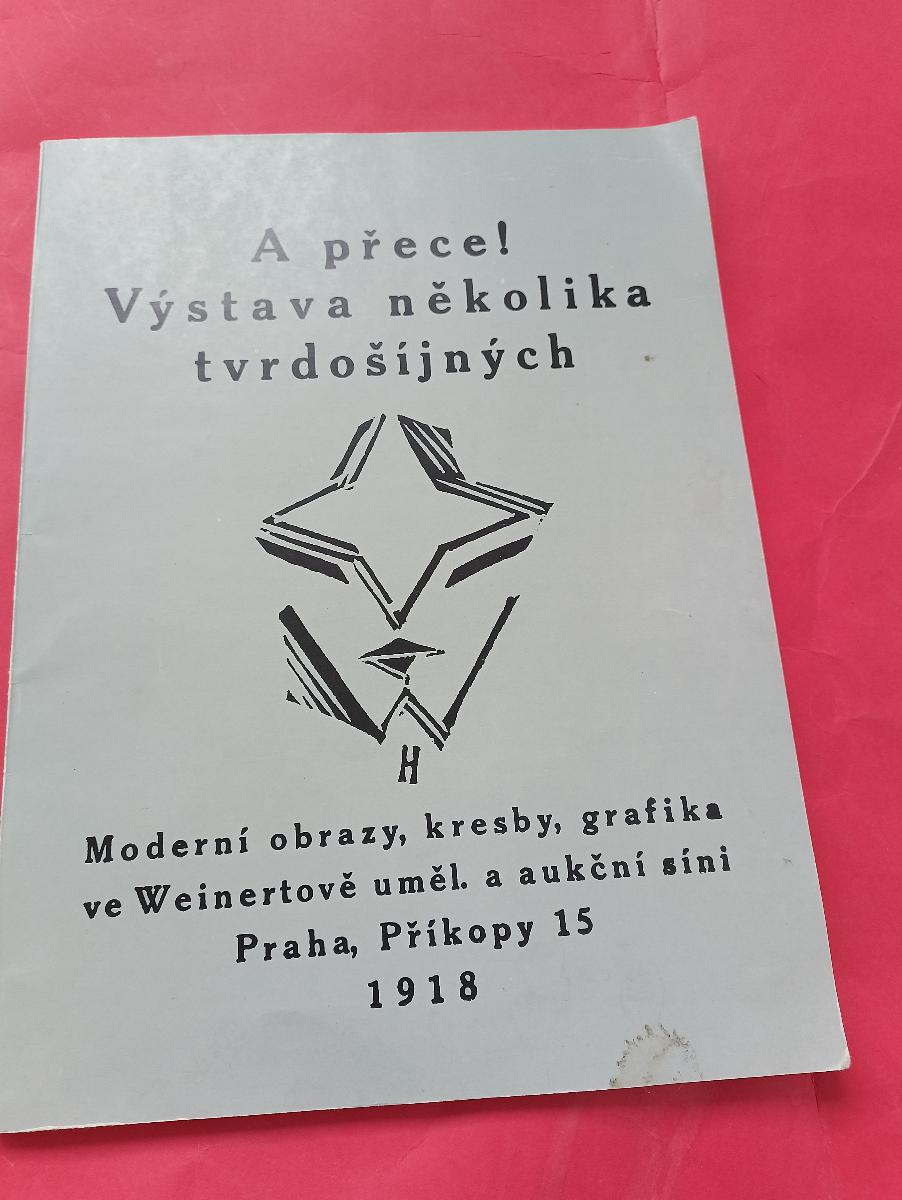 A přece!
Výstava několika
tvrdošíjných
H
Moderní obrazy, kresby, grafika
ve Weinertově uměl. a aukční síni
Praha, Příkopy 15
1918